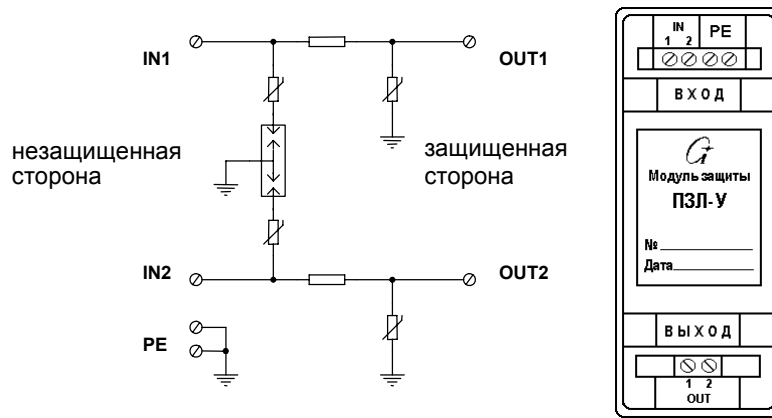 IN1
OUT1
незащищенная
сторона
защищенная
сторона
IN2
OUT2
PE
IN
1 2
PE
ВХОД
G
Модуль защиты
ПЗЛ-У
№
Дата
ВЫХОД
1 2
OUT